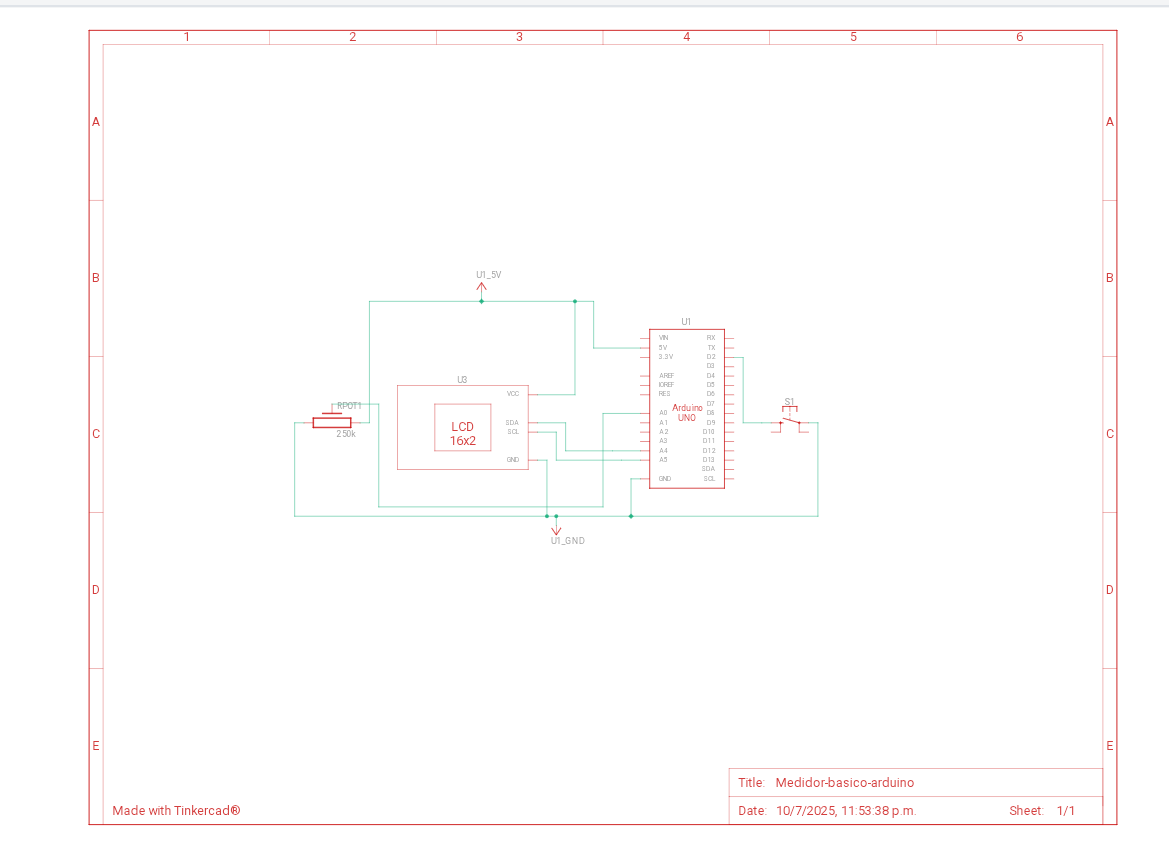 1 2 3 4 5 6
A A
U1_5V
B B
U1
VIN RX
5V TX
3.3V D2
D3
AREF D4
IOREF D5
RES D6
D7
A0 D8
A1 D9
A2 D10
A3 D11
A4 D12
A5 D13
SDA
GND SCL
Arduino
UNO
U3
VCC
SDA
SCL
GND
LCD
16x2
RPOT1
250k
S1
C C
U1_GND
D D
E E
Title: Medidor-basico-arduino
Made with Tinkercad®
Date: 10/7/2025, 11:53:38 p.m. Sheet: 1/1